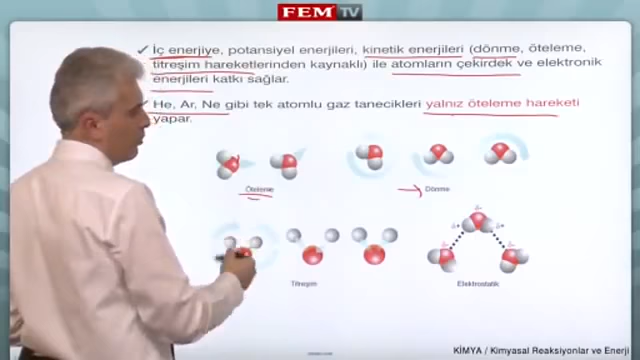 FEM TV
✓ İç enerjiye, potansiyel enerjileri, kinetik enerjileri (dönme, öteleme,
titreşim hareketlerinden kaynaklı) ile atomların çekirdek ve elektronik
enerjileri katkı sağlar.
✓ He, Ar, Ne gibi tek atomlu gaz tanecikleri yalnız öteleme hareketi
yapar.
Öteleme
Dönme
Titreşim
Elektrostatik
KİMYA / Kimyasal Reaksiyonlar ve Enerji